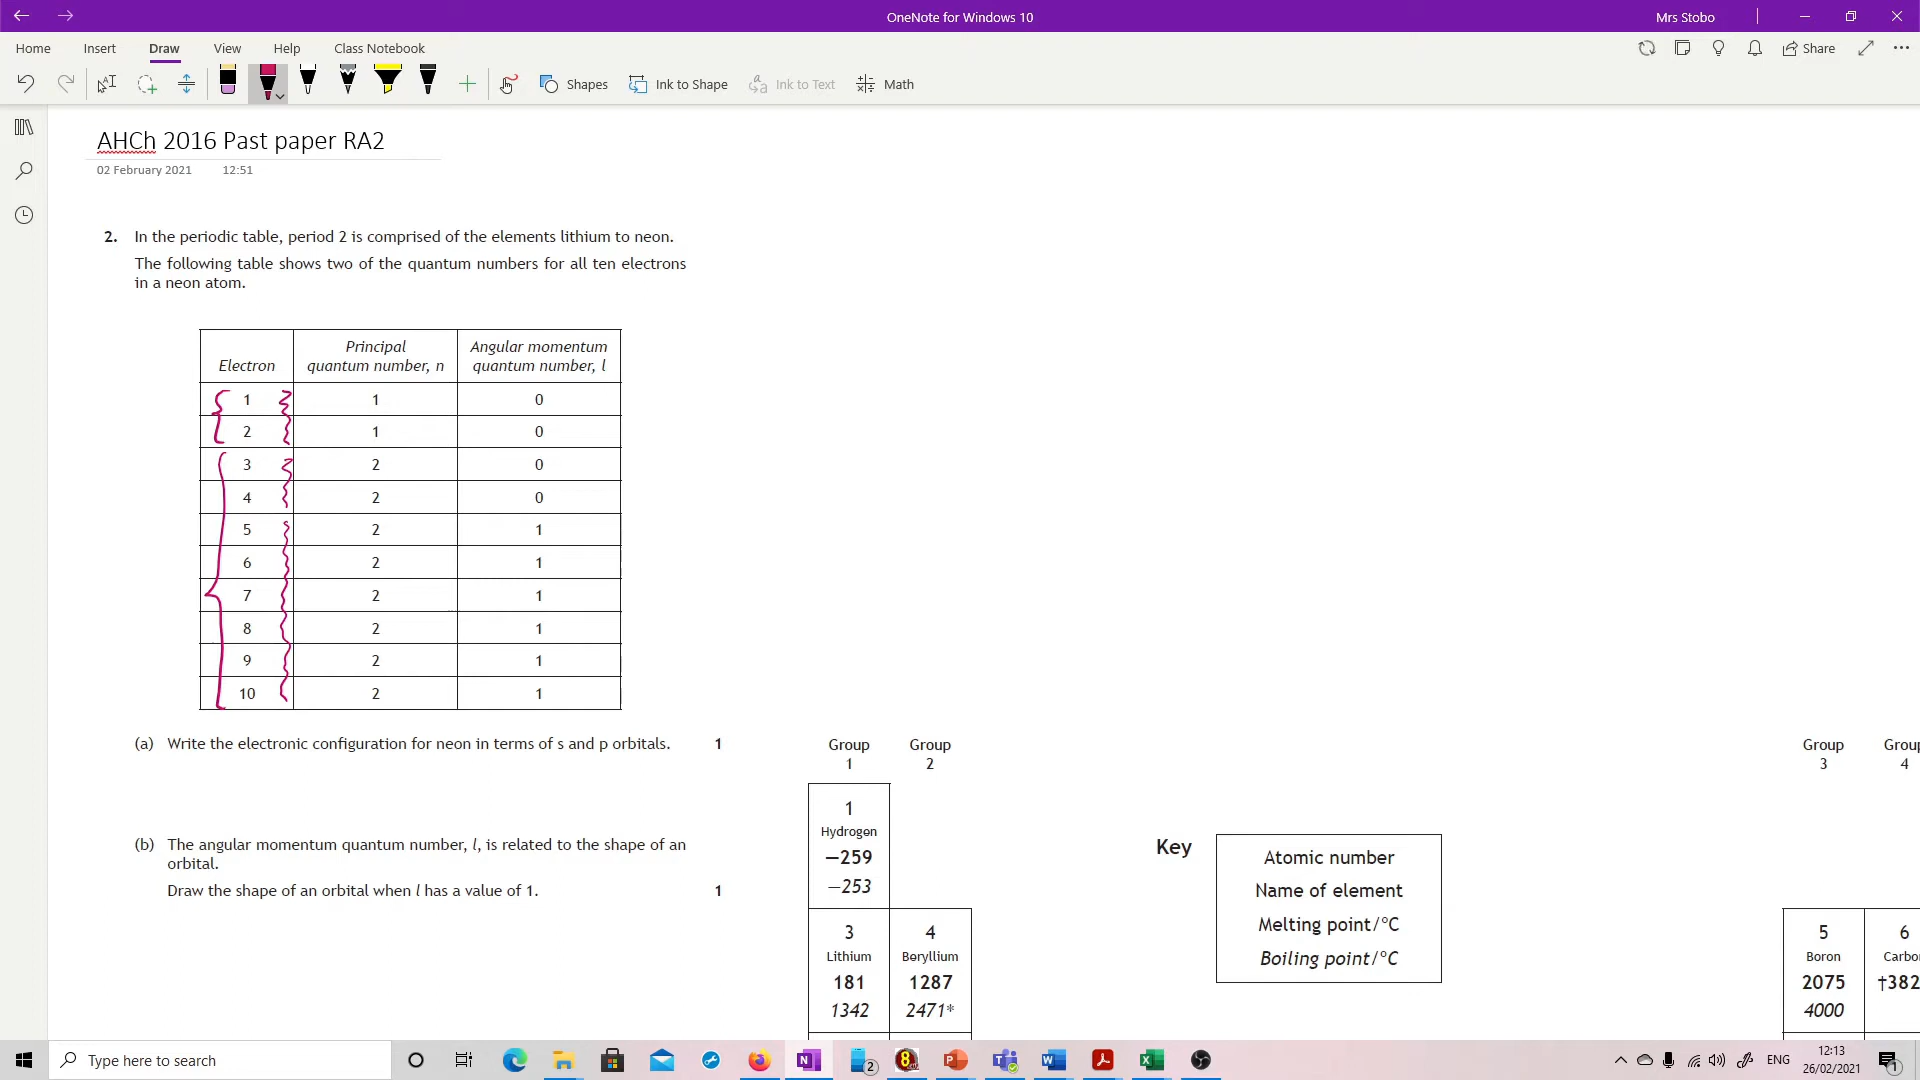 OneNote for Windows 10
Mrs Stobo
Home Insert Draw View Help Class Notebook
Share
Shapes Ink to Shape Ink to Text Math
AHCh 2016 Past paper RA2
02 February 2021 12:51
2. In the periodic table, period 2 is comprised of the elements lithium to neon.
The following table shows two of the quantum numbers for all ten electrons
in a neon atom.
Electron Principal quantum number, n Angular momentum quantum number, l
1 1 0
2 1 0
3 2 0
4 2 0
5 2 1
6 2 1
7 2 1
8 2 1
9 2 1
10 2 1
(a) Write the electronic configuration for neon in terms of s and p orbitals. 1
(b) The angular momentum quantum number, l, is related to the shape of an
orbital.
Draw the shape of an orbital when l has a value of 1. 1
Group
1
Group
2
1
Hydrogen
−259
−253
3
Lithium
181
1342
4
Beryllium
1287
2471*
Key
Atomic number
Name of element
Melting point/°C
Boiling point/°C
Group
3
Group
4
5
Boron
2075
4000
6
Carbo
†382
Type here to search
2
8
ENG
12:13
26/02/2021
1